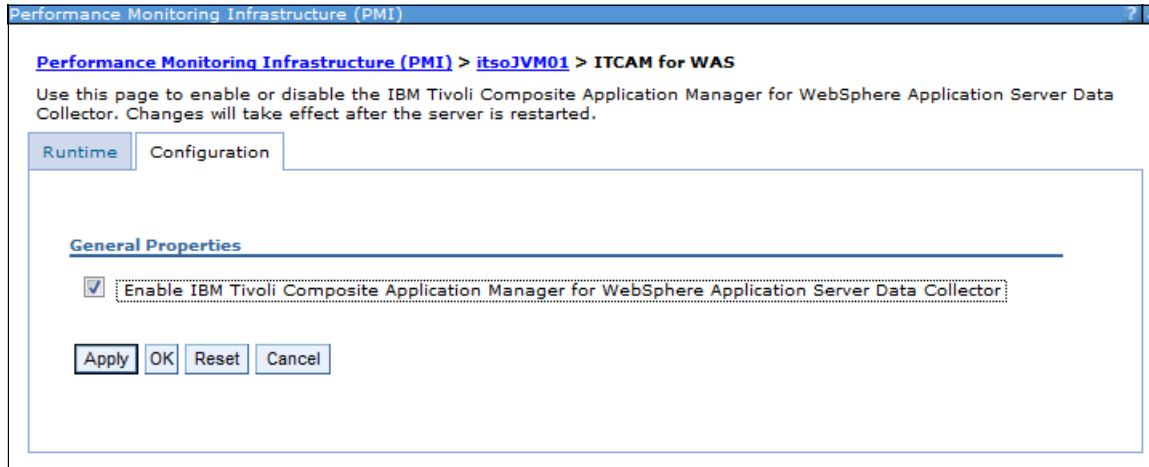 Performance Monitoring Infrastructure (PMI) ?
Performance Monitoring Infrastructure (PMI) > itsoJVM01 > ITCAM for WAS
Use this page to enable or disable the IBM Tivoli Composite Application Manager for WebSphere Application Server Data
Collector. Changes will take effect after the server is restarted.
Runtime Configuration
General Properties
Enable IBM Tivoli Composite Application Manager for WebSphere Application Server Data Collector
Apply OK Reset Cancel